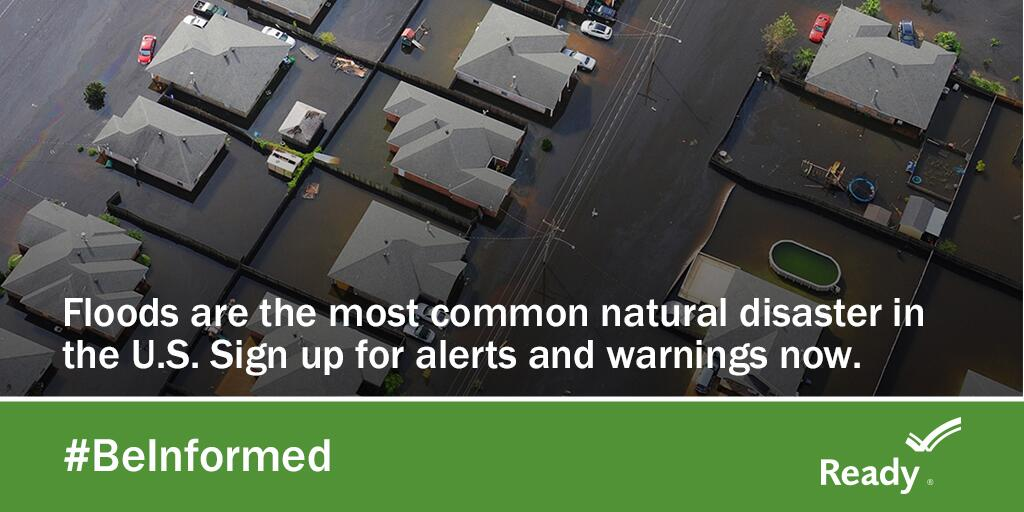 Floods are the most common natural disaster in
the U.S. Sign up for alerts and warnings now.
#BeInformed
Ready®